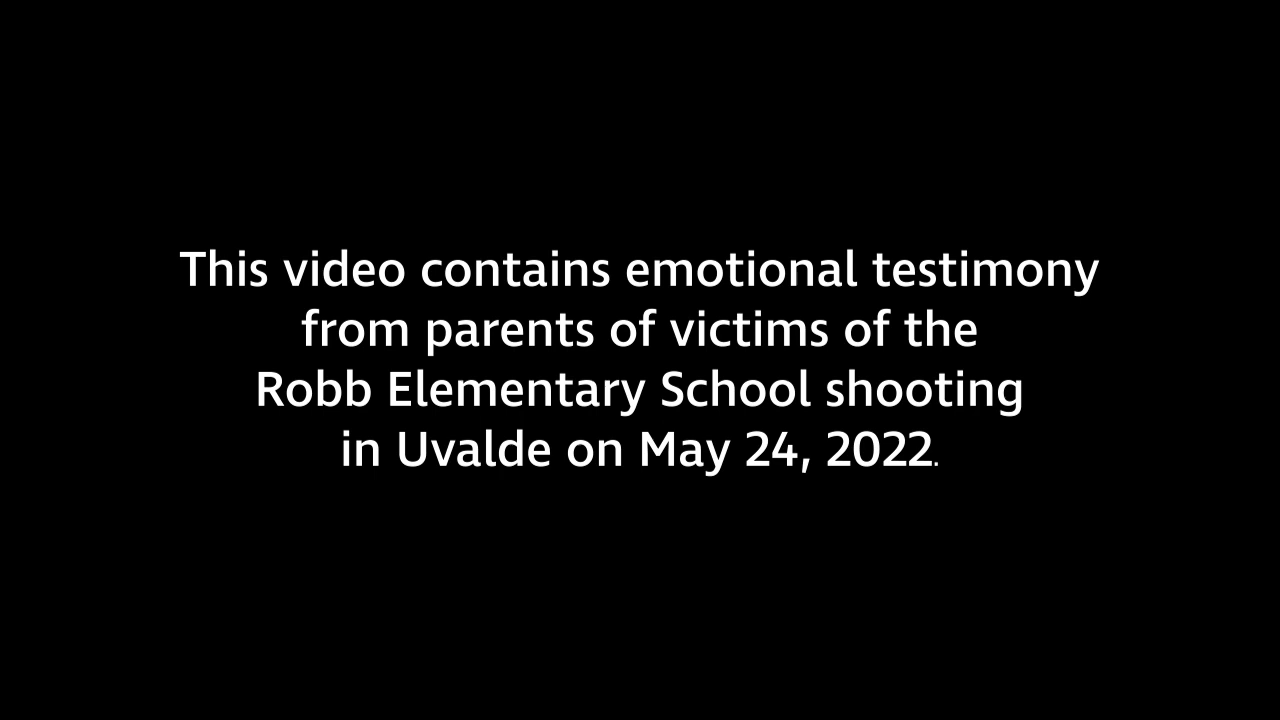 This video contains emotional testimony
from parents of victims of the
Robb Elementary School shooting
in Uvalde on May 24, 2022.